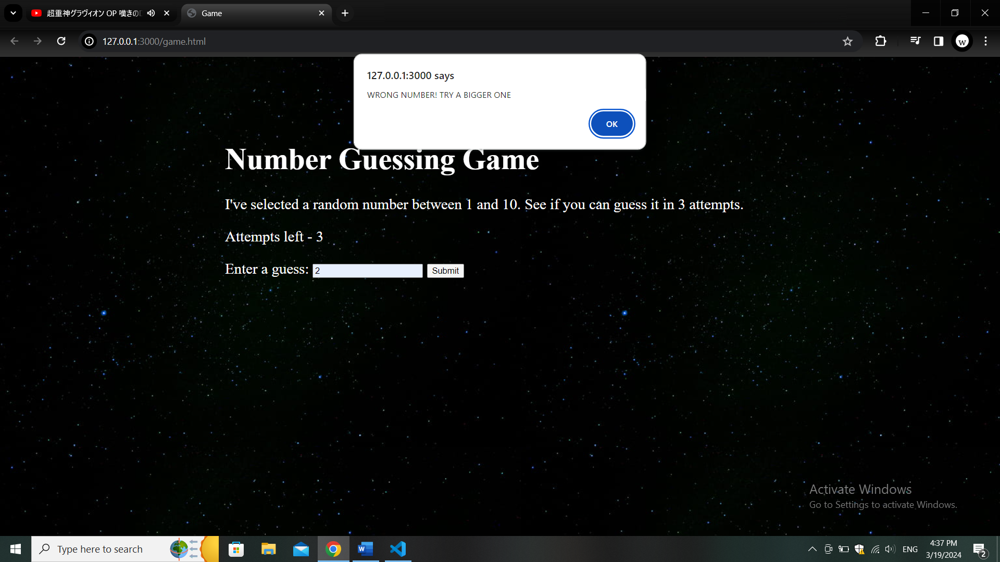 超重神グラヴィオン OP 嘆きの
Game
127.0.0.1:3000/game.html
w
127.0.0.1:3000 says
WRONG NUMBER! TRY A BIGGER ONE
OK
Number Guessing Game
I've selected a random number between 1 and 10. See if you can guess it in 3 attempts.
Attempts left - 3
Enter a guess: 2 Submit
Activate Windows
Go to Settings to activate Windows.
Type here to search
W
ENG
4:37 PM
3/19/2024
2